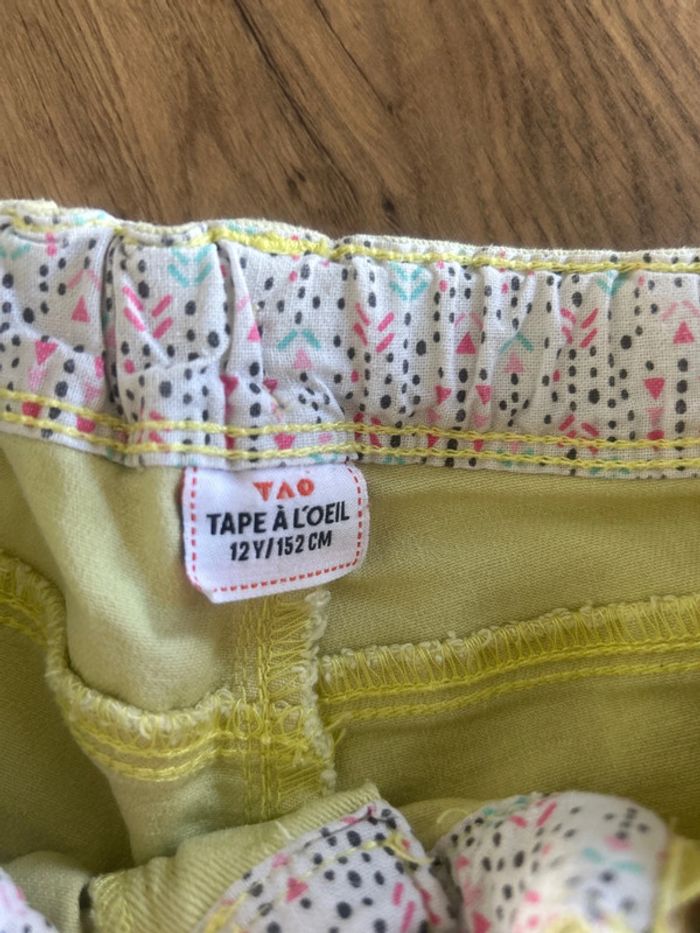 TAO
TAPE À L'OEIL
12Y/152 CM